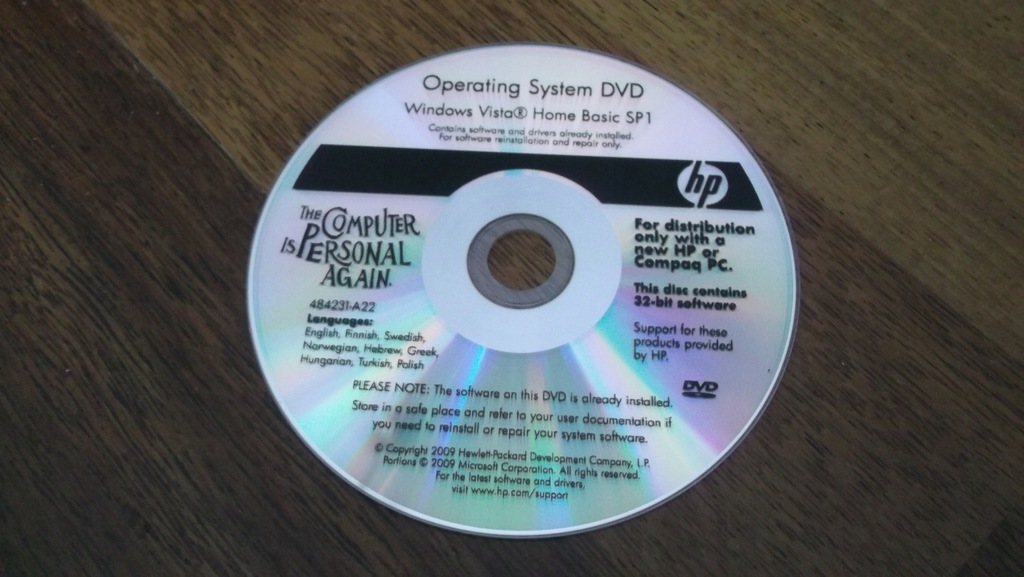 Operating System DVD
Windows Vista® Home Basic SP1
Contains software and drivers already installed.
For software reinstallation and repair only.
hp
THE COMPUTER
IS PERSONAL
AGAIN.
484231-A22
Languages:
English, Finnish, Swedish,
Norwegian, Hebrew, Greek,
Hungarian, Turkish, Polish
For distribution
only with a
new HP or
Compaq PC.
This disc contains
32-bit software
Support for these
products provided
by HP.
DVD
PLEASE NOTE: The software on this DVD is already installed.
Store in a safe place and refer to your user documentation if
you need to reinstall or repair your system software.
© Copyright 2009 Hewlett-Packard Development Company, L.P.
Portions © 2009 Microsoft Corporation. All rights reserved.
For the latest software and drivers,
visit www.hp.com/support